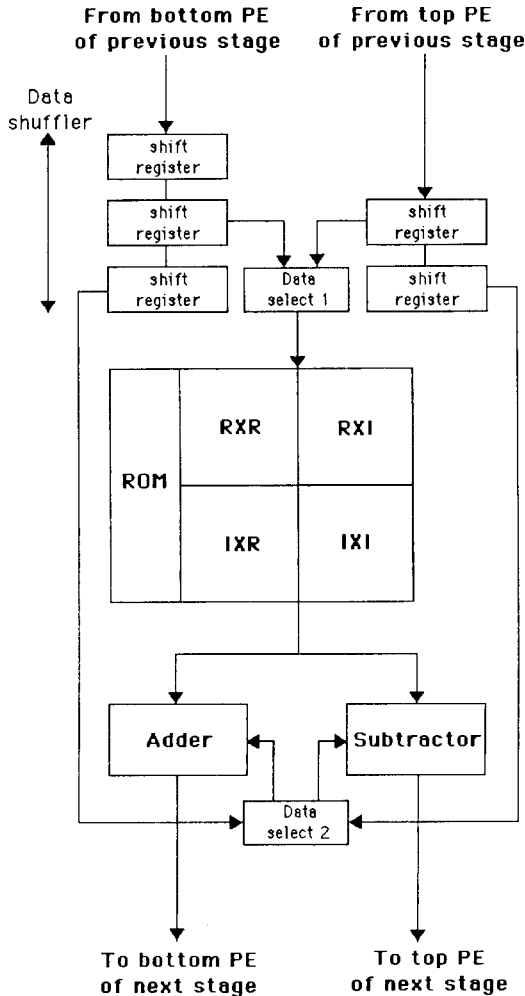 From bottom PE
of previous stage
From top PE
of previous stage
Data
shuffler
shift
register
shift
register
shift
register
shift
register
Data
select 1
shift
register
ROM
RXR
RXI
IXR
IXI
Adder
Subtractor
Data
select 2
To bottom PE
of next stage
To top PE
of next stage